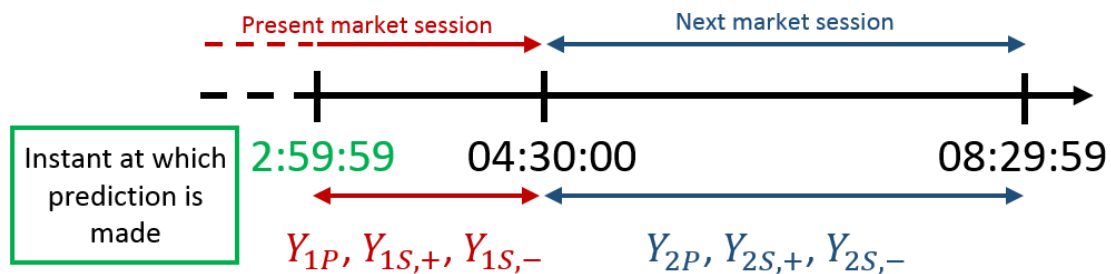 Present market session
Next market session
Instant at which
prediction is
made
2:59:59
04:30:00
08:29:59
Y1P, Y1S,+, Y1S,−
Y2P, Y2S,+, Y2S,−